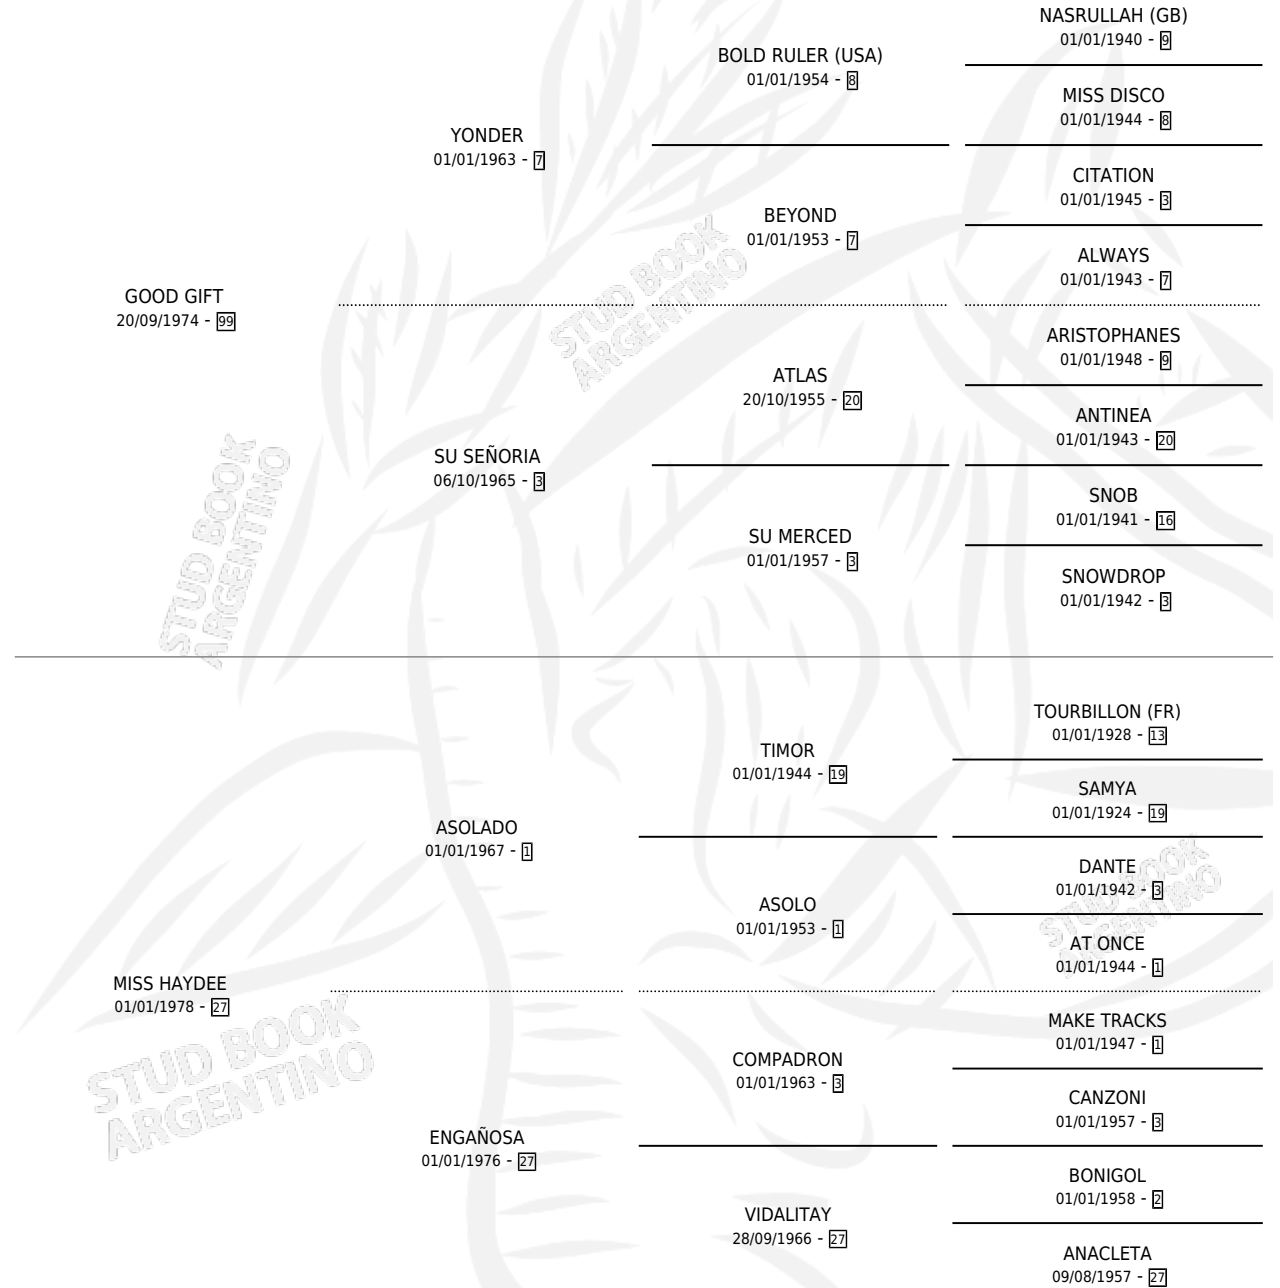 NASRULLAH (GB)
01/01/1940 - 9
BOLD RULER (USA)
01/01/1954 - 8
MISS DISCO
01/01/1944 - 8
YONDER
01/01/1963 - 7
CITATION
01/01/1945 - 3
BEYOND
01/01/1953 - 7
ALWAYS
01/01/1943 - 7
GOOD GIFT
20/09/1974 - 99
ARISTOPHANES
01/01/1948 - 9
ATLAS
20/10/1955 - 20
ANTINEA
01/01/1943 - 20
SU SEÑORIA
06/10/1965 - 3
SNOB
01/01/1941 - 16
SU MERCED
01/01/1957 - 3
SNOWDROP
01/01/1942 - 3
TOURBILLON (FR)
01/01/1928 - 13
TIMOR
01/01/1944 - 19
SAMYA
01/01/1924 - 19
ASOLADO
01/01/1967 - 1
DANTE
01/01/1942 - 3
ASOLO
01/01/1953 - 1
AT ONCE
01/01/1944 - 1
MISS HAYDEE
01/01/1978 - 27
MAKE TRACKS
01/01/1947 - 1
COMPADRON
01/01/1963 - 3
CANZONI
01/01/1957 - 3
ENGAÑOSA
01/01/1976 - 27
BONIGOL
01/01/1958 - 2
VIDALITAY
28/09/1966 - 27
ANACLETA
09/08/1957 - 27
STUD BOOK
ARGENTINO
STUD BOOK
ARGENTINO
STUD BOOK
ARGENTINO
STUD BOOK
ARGENTINO